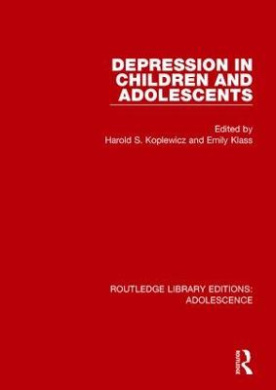 DEPRESSION IN
CHILDREN AND
ADOLESCENTS
Edited by
Harold S. Koplewicz and Emily Klass
ROUTLEDGE LIBRARY EDITIONS:
ADOLESCENCE
ROUTLEDGE